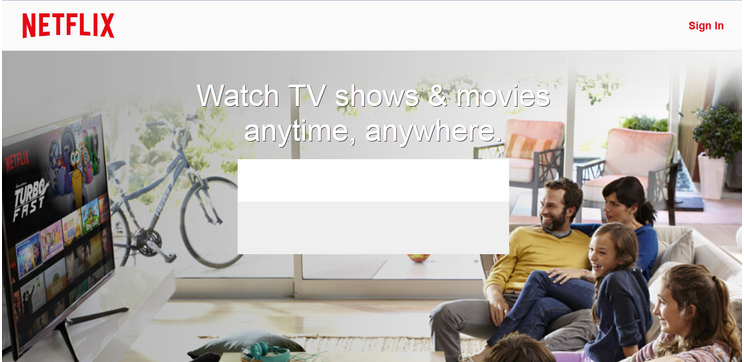 NETFLIX
Sign In
Watch TV shows & movies
anytime, anywhere.
NETFLIX
TURBO
FAST